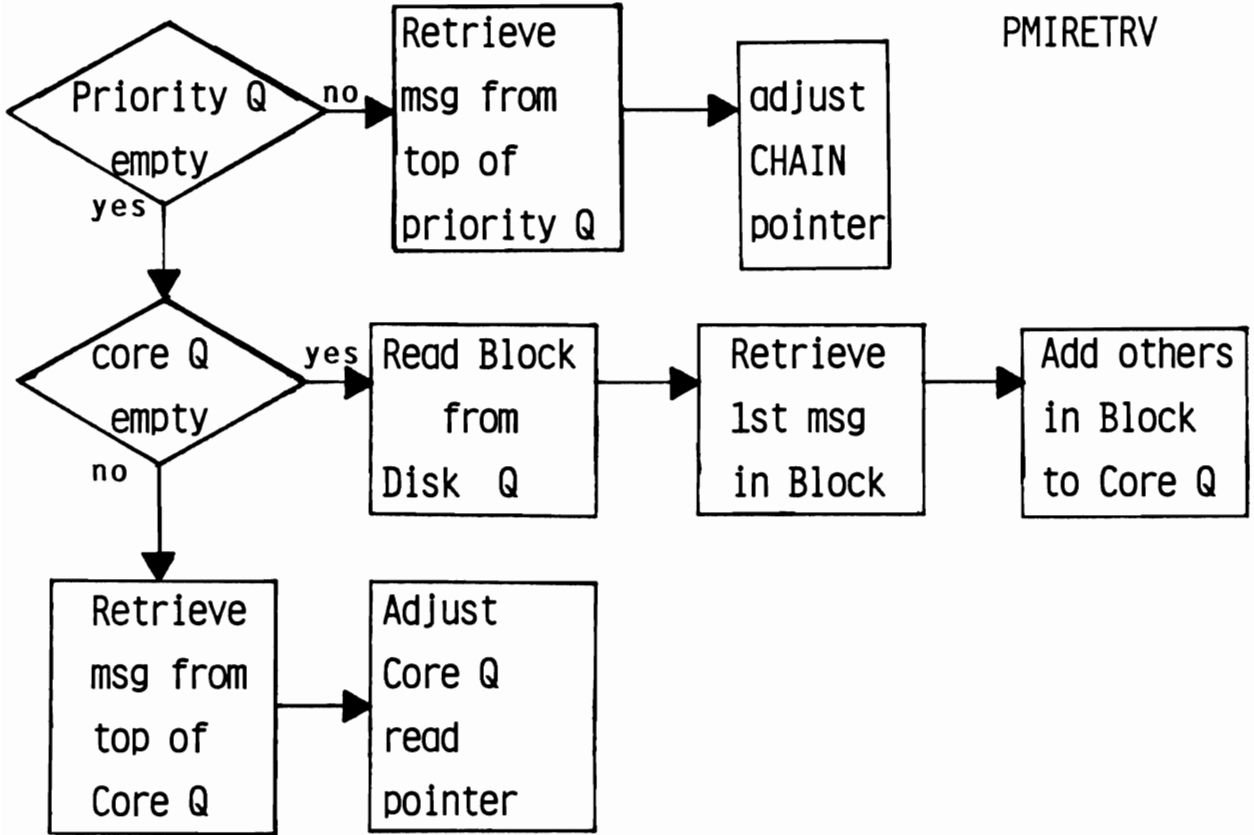 PMIRETRV
Priority Q
empty
no
yes
Retrieve
msg from
top of
priority Q
adjust
CHAIN
pointer
core Q
empty
yes
no
Read Block
from
Disk Q
Retrieve
1st msg
in Block
Add others
in Block
to Core Q
Retrieve
msg from
top of
Core Q
Adjust
Core Q
read
pointer